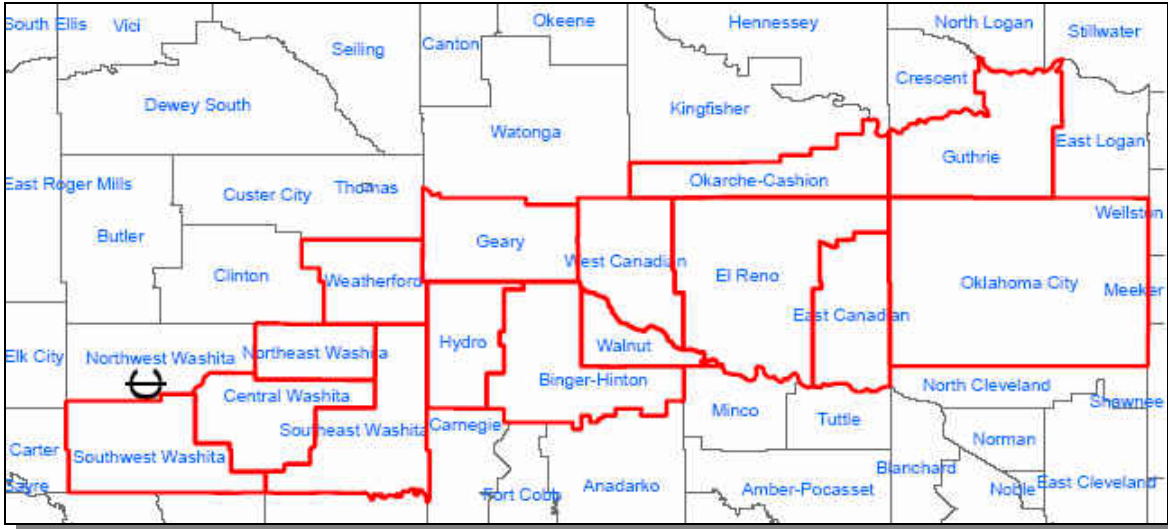 South Ellis
Vici
Okeene
Hennessey
North Logan
Stillwater
Seiling
Canton
Crescent
Dewey South
Kingfisher
Watonga
East Logan
Guthrie
Okarche-Cashion
East Roger Mills
Custer City
Thomas
Wellston
Butler
Geary
Clinton
Weatherford
West Canadian
El Reno
Oklahoma City
Meeker
East Canadian
Elk City
Northwest Washita
Northeast Washita
Hydro
Walnut
Binger-Hinton
North Cleveland
Central Washita
Shawnee
Minco
Tuttle
Southeast Washita
Carnegie
Norman
Carter
Southwest Washita
Blanchard
Sayre
Fort Cobb
Anadarko
Amber-Pocasset
Noble
East Cleveland